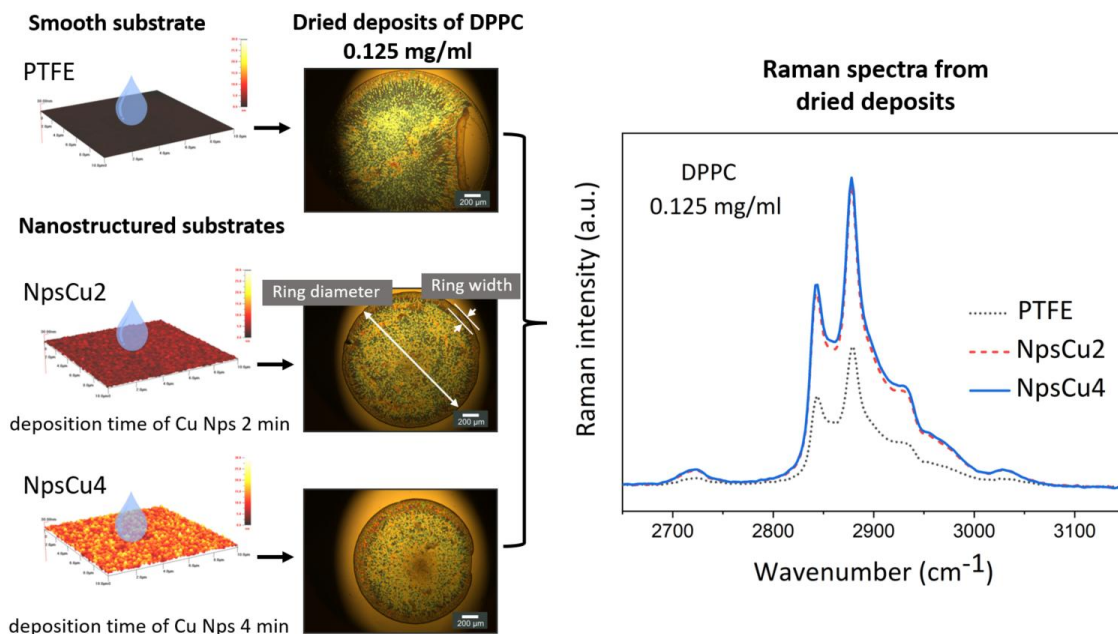 Smooth substrate
PTFE
Dried deposits of DPPC
0.125 mg/ml
200 µm
Nanostructured substrates
NpsCu2
deposition time of Cu Nps 2 min
Ring diameter
Ring width
200 µm
NpsCu4
deposition time of Cu Nps 4 min
200 µm
Raman spectra from
dried deposits
DPPC
0.125 mg/ml
PTFE
NpsCu2
NpsCu4
Raman intensity (a.u.)
2700 2800 2900 3000 3100
Wavenumber (cm⁻¹)